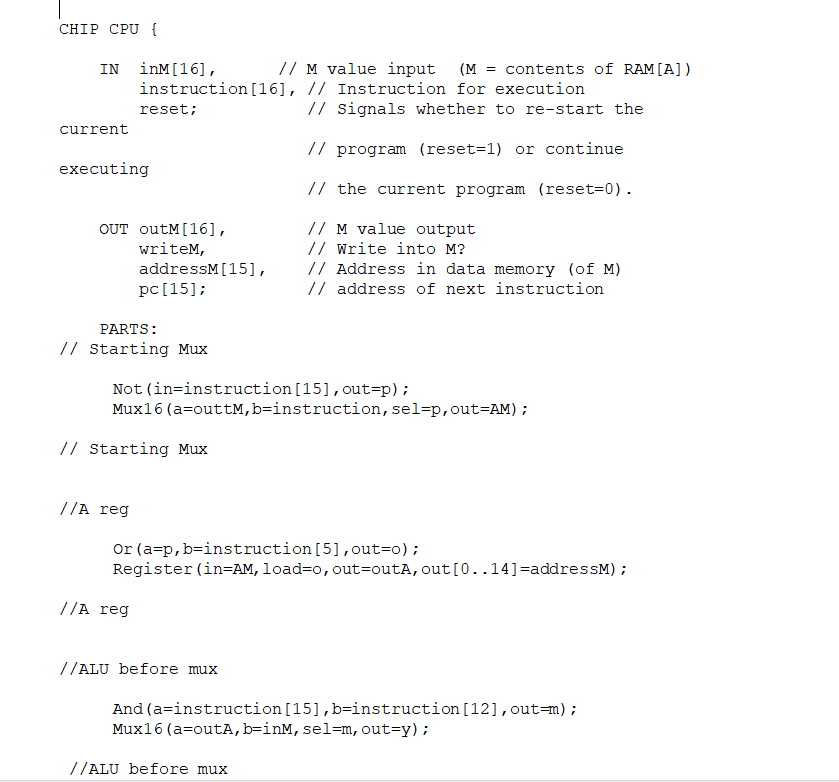 CHIP CPU {
IN  inM[16],      // M value input  (M = contents of RAM[A])
instruction[16], // Instruction for execution
reset;           // Signals whether to re-start the
current
// program (reset=1) or continue
executing
// the current program (reset=0).
OUT outM[16],        // M value output
writeM,          // Write into M?
addressM[15],    // Address in data memory (of M)
pc[15];          // address of next instruction
PARTS:
// Starting Mux
Not(in=instruction[15],out=p);
Mux16(a=outtM,b=instruction,sel=p,out=AM);
// Starting Mux
//A reg
Or(a=p,b=instruction[5],out=o);
Register(in=AM,load=o,out=outA,out[0..14]=addressM);
//A reg
//ALU before mux
And(a=instruction[15],b=instruction[12],out=m);
Mux16(a=outA,b=inM,sel=m,out=y);
//ALU before mux